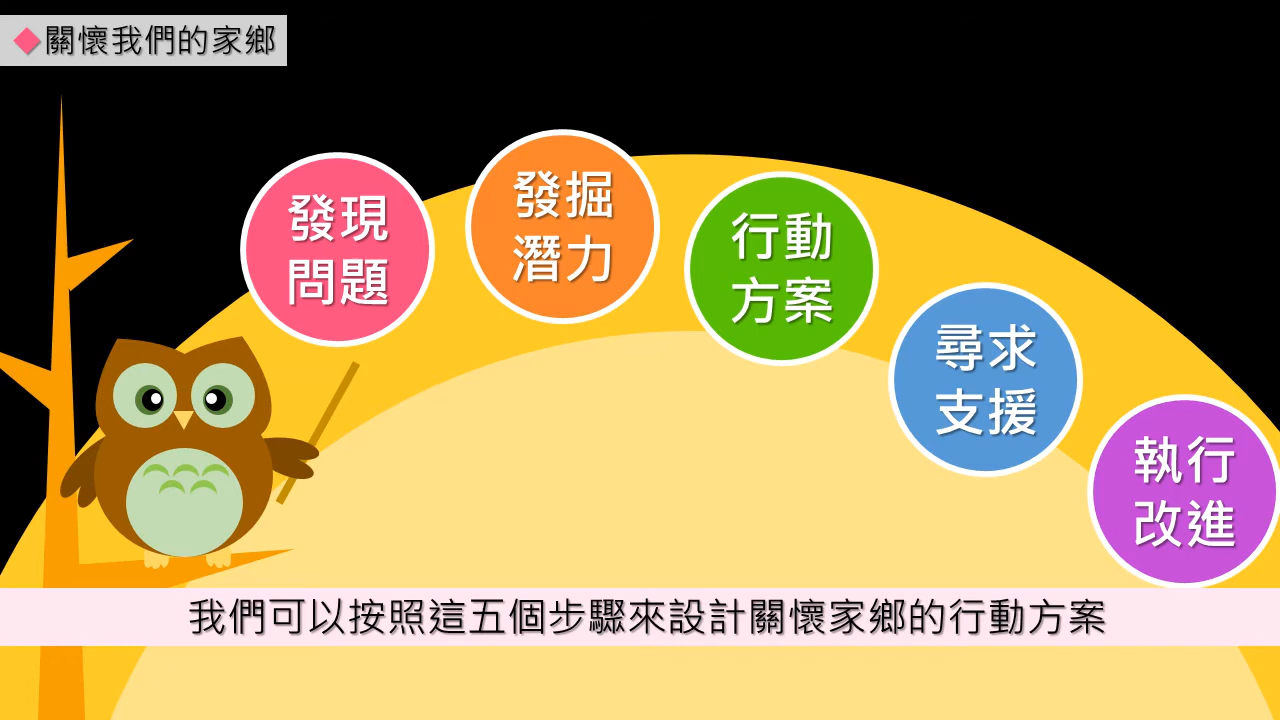 關懷我們的家鄉
發現
問題
發掘
潛力
行動
方案
尋求
支援
執行
改進
我們可以按照這五個步驟來設計關懷家鄉的行動方案